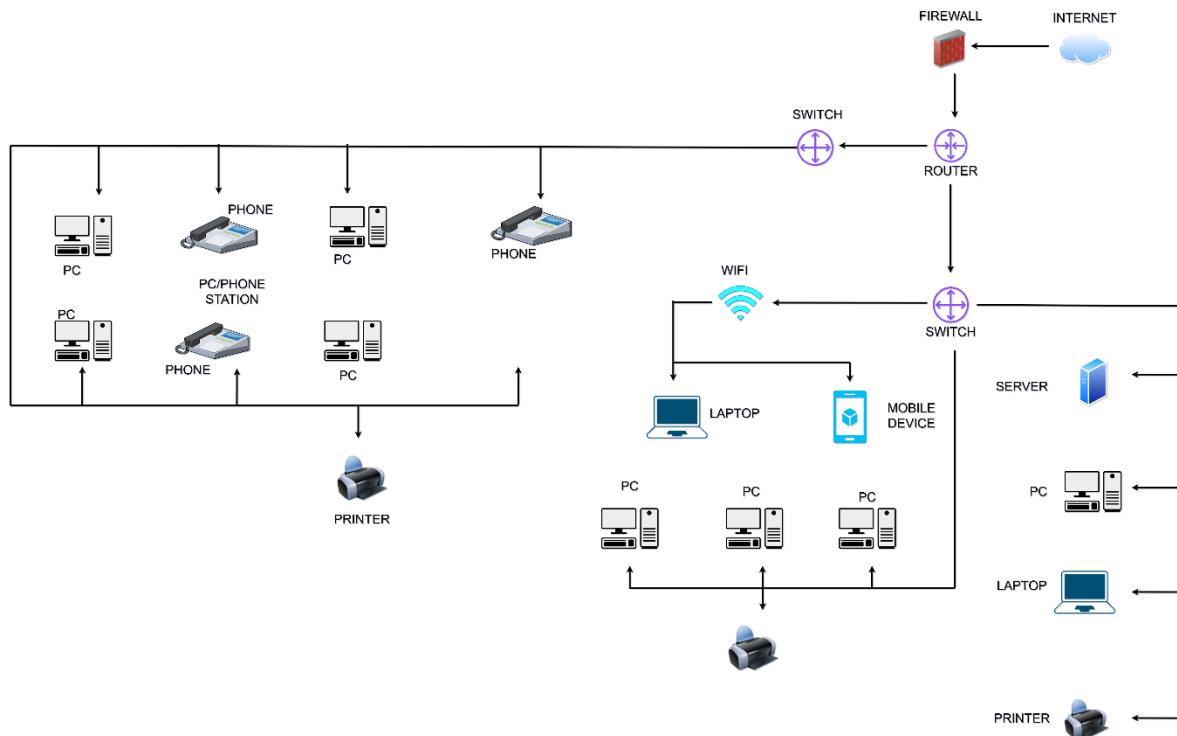 FIREWALL
INTERNET
SWITCH
ROUTER
PHONE
PC
PC
PHONE
PC/PHONE
STATION
PC
PHONE
PC
WIFI
SWITCH
SERVER
LAPTOP
MOBILE
DEVICE
PC
PC
PC
PC
PRINTER
LAPTOP
PRINTER